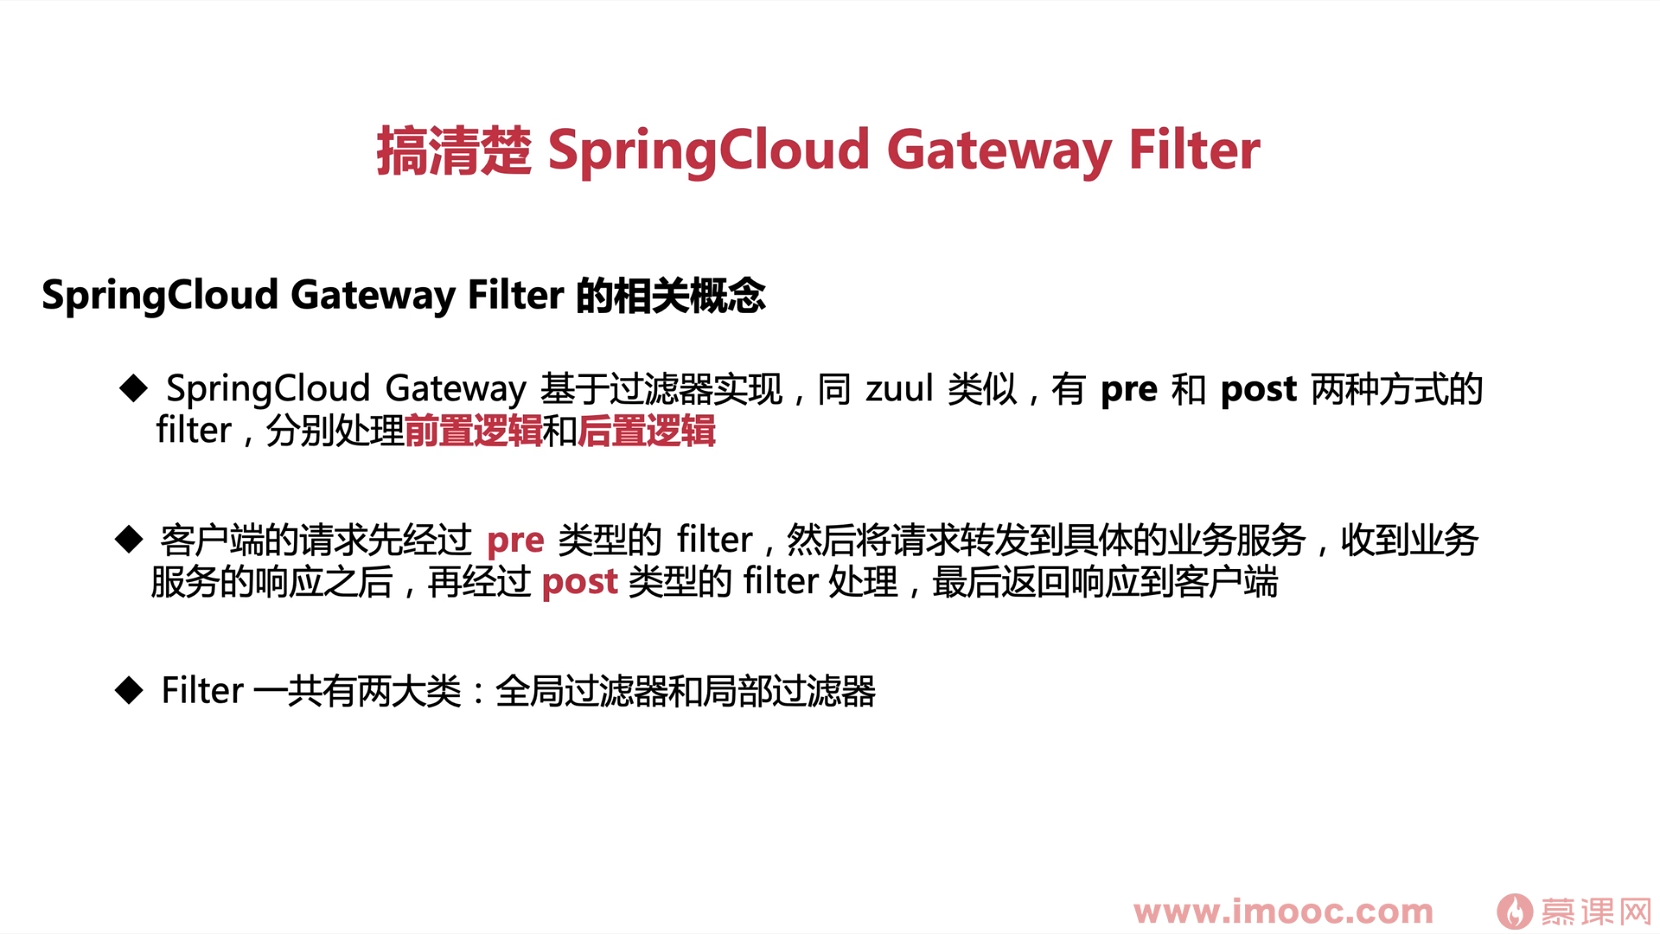 搞清楚 SpringCloud Gateway Filter
SpringCloud Gateway Filter 的相关概念
◆ SpringCloud Gateway 基于过滤器实现，同 zuul 类似，有 pre 和 post 两种方式的
filter，分别处理前置逻辑和后置逻辑
◆ 客户端的请求先经过 pre 类型的 filter，然后将请求转发到具体的业务服务，收到业务
服务的响应之后，再经过 post 类型的 filter 处理，最后返回响应到客户端
◆ Filter 一共有两大类：全局过滤器和局部过滤器
www.imooc.com 慕课网